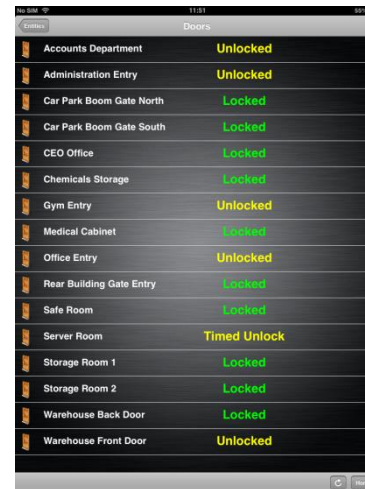 No SIM 11:51 55%
Entities Doors
Accounts Department Unlocked
Administration Entry Unlocked
Car Park Boom Gate North Locked
Car Park Boom Gate South Locked
CEO Office Locked
Chemicals Storage Locked
Gym Entry Unlocked
Medical Cabinet Locked
Office Entry Unlocked
Rear Building Gate Entry Locked
Safe Room Locked
Server Room Timed Unlock
Storage Room 1 Locked
Storage Room 2 Locked
Warehouse Back Door Locked
Warehouse Front Door Unlocked